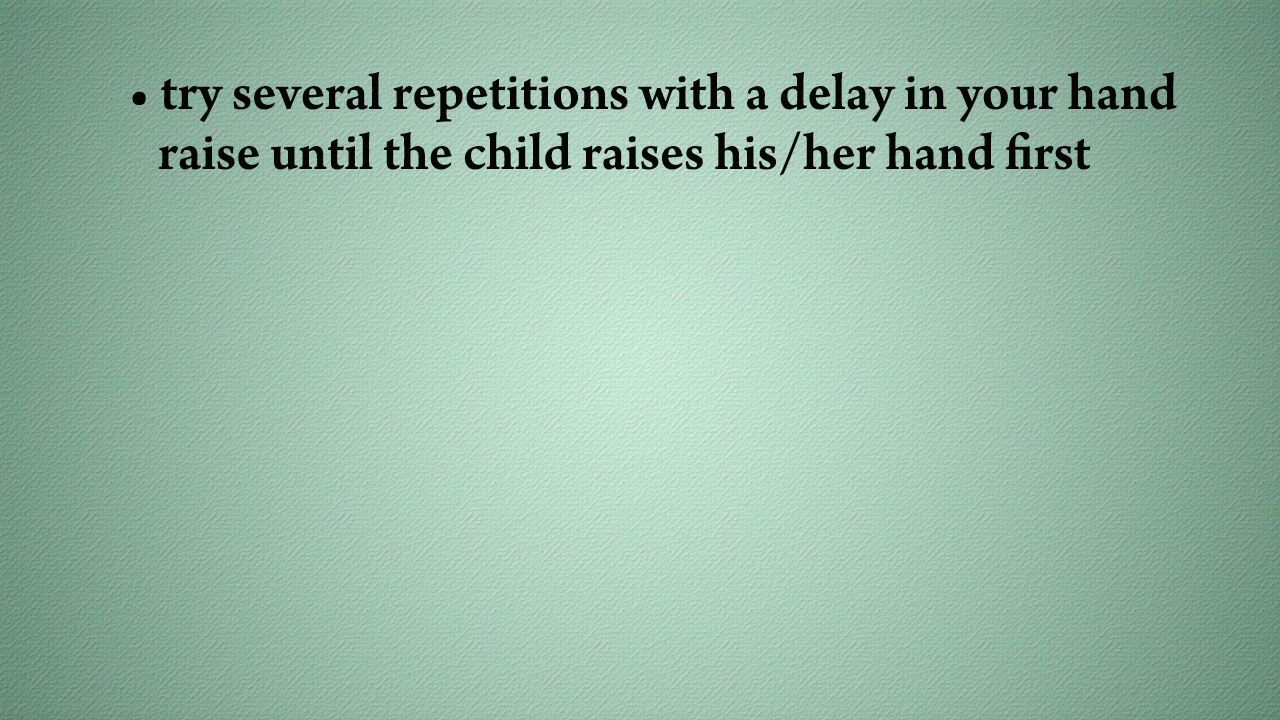 • try several repetitions with a delay in your hand
raise until the child raises his/her hand first